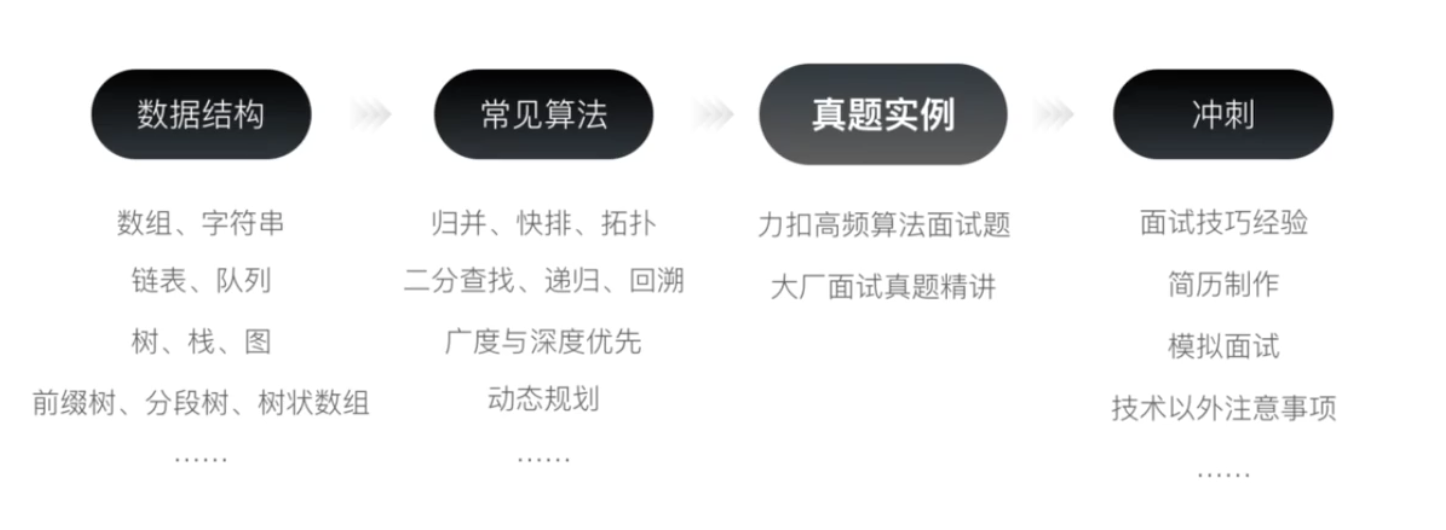 数据结构
常见算法
真题实例
冲刺
数组、字符串
链表、队列
树、栈、图
前缀树、分段树、树状数组
……
归并、快排、拓扑
二分查找、递归、回溯
广度与深度优先
动态规划
……
力扣高频算法面试题
大厂面试真题精讲
面试技巧经验
简历制作
模拟面试
技术以外注意事项
……